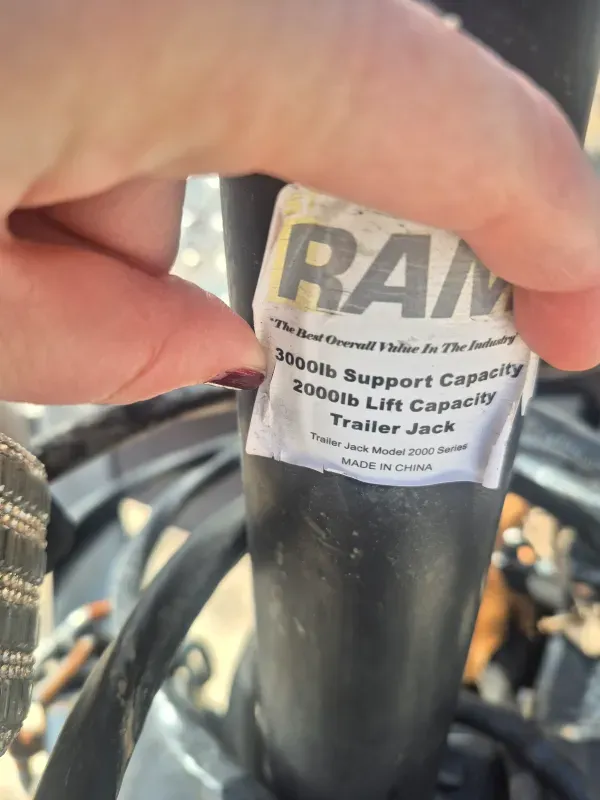 RAM
"The Best Overall Value In The Industry"
3000lb Support Capacity
2000lb Lift Capacity
Trailer Jack
Trailer Jack Model 2000 Series
MADE IN CHINA